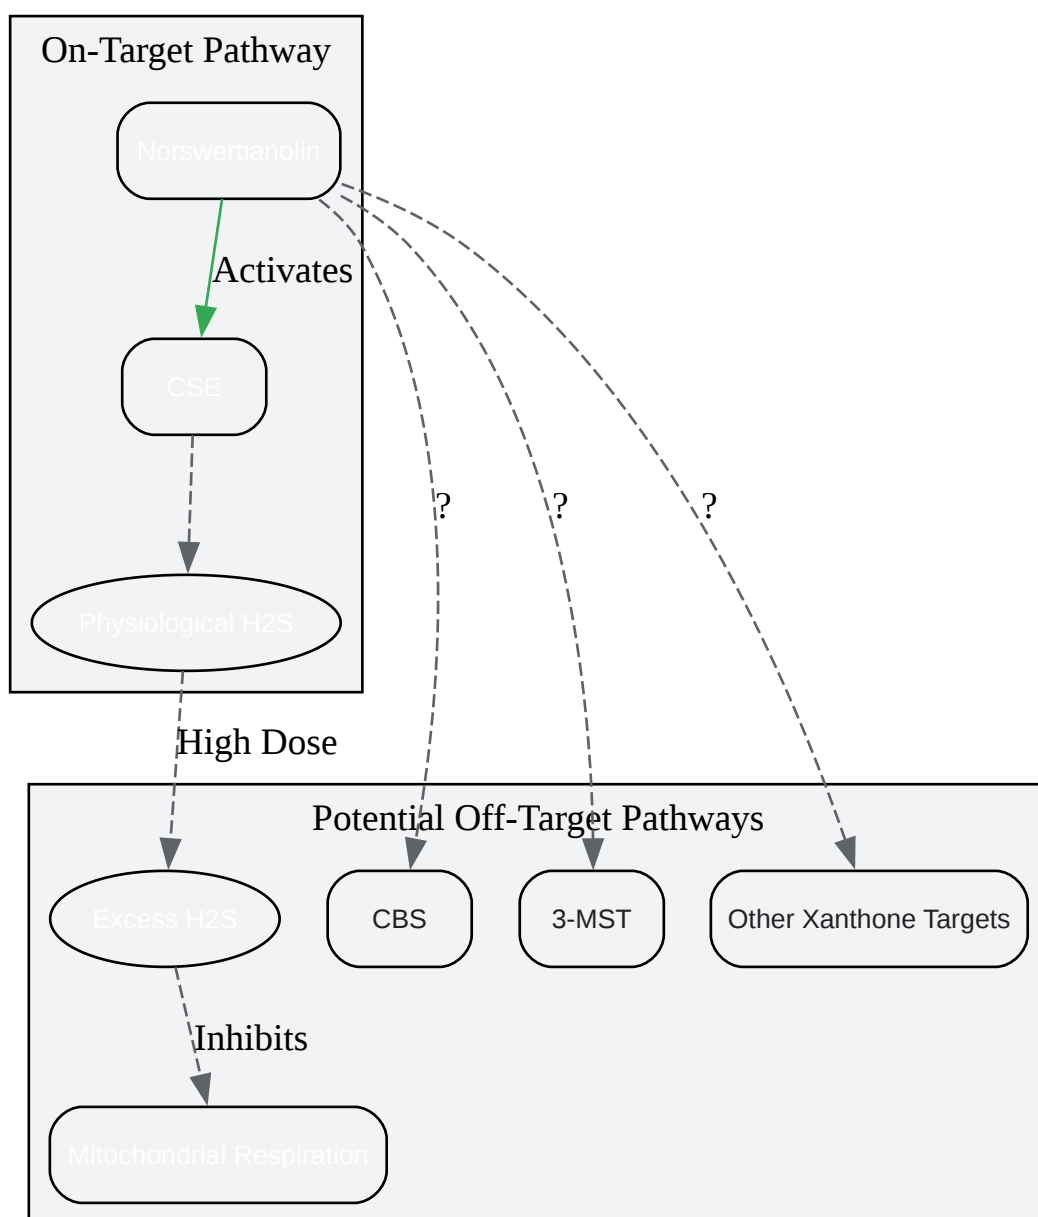 On-Target Pathway
Norswertianolin
Activates
CSE
?
?
?
Physiological H2S
High Dose
Potential Off-Target Pathways
Excess H2S
CBS
3-MST
Other Xanthone Targets
Inhibits
Mitochondrial Respiration